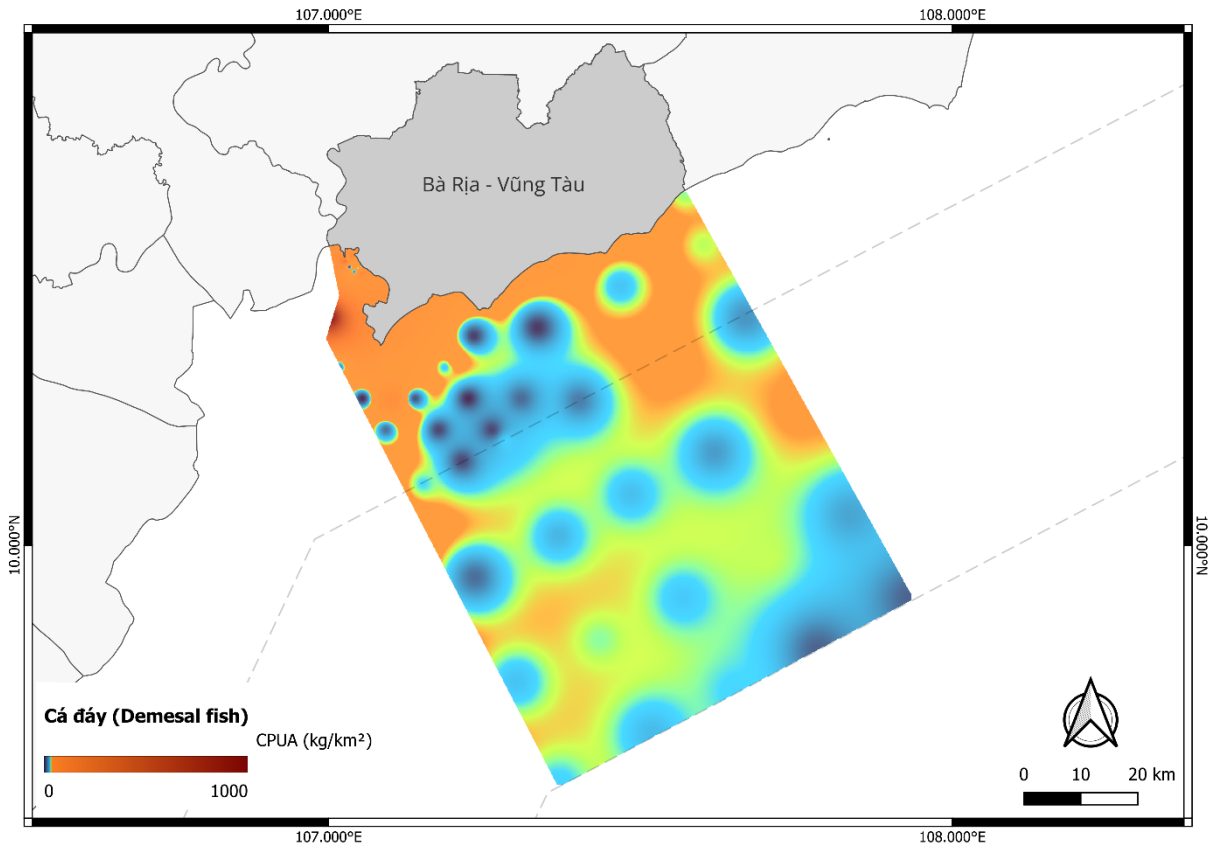 107.000°E 108.000°E
Bà Rịa - Vũng Tàu
10.000°N 10.000°N
Cá đáy (Demesal fish)
CPUA (kg/km²)
0 1000
0 10 20 km
107.000°E 108.000°E